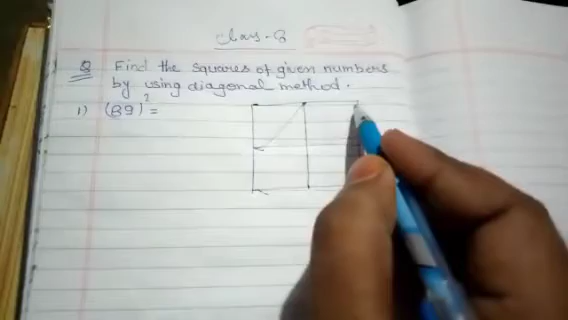 Class-8
Q Find the squares of given numbers
by using diagonal method.
1) (89)² =